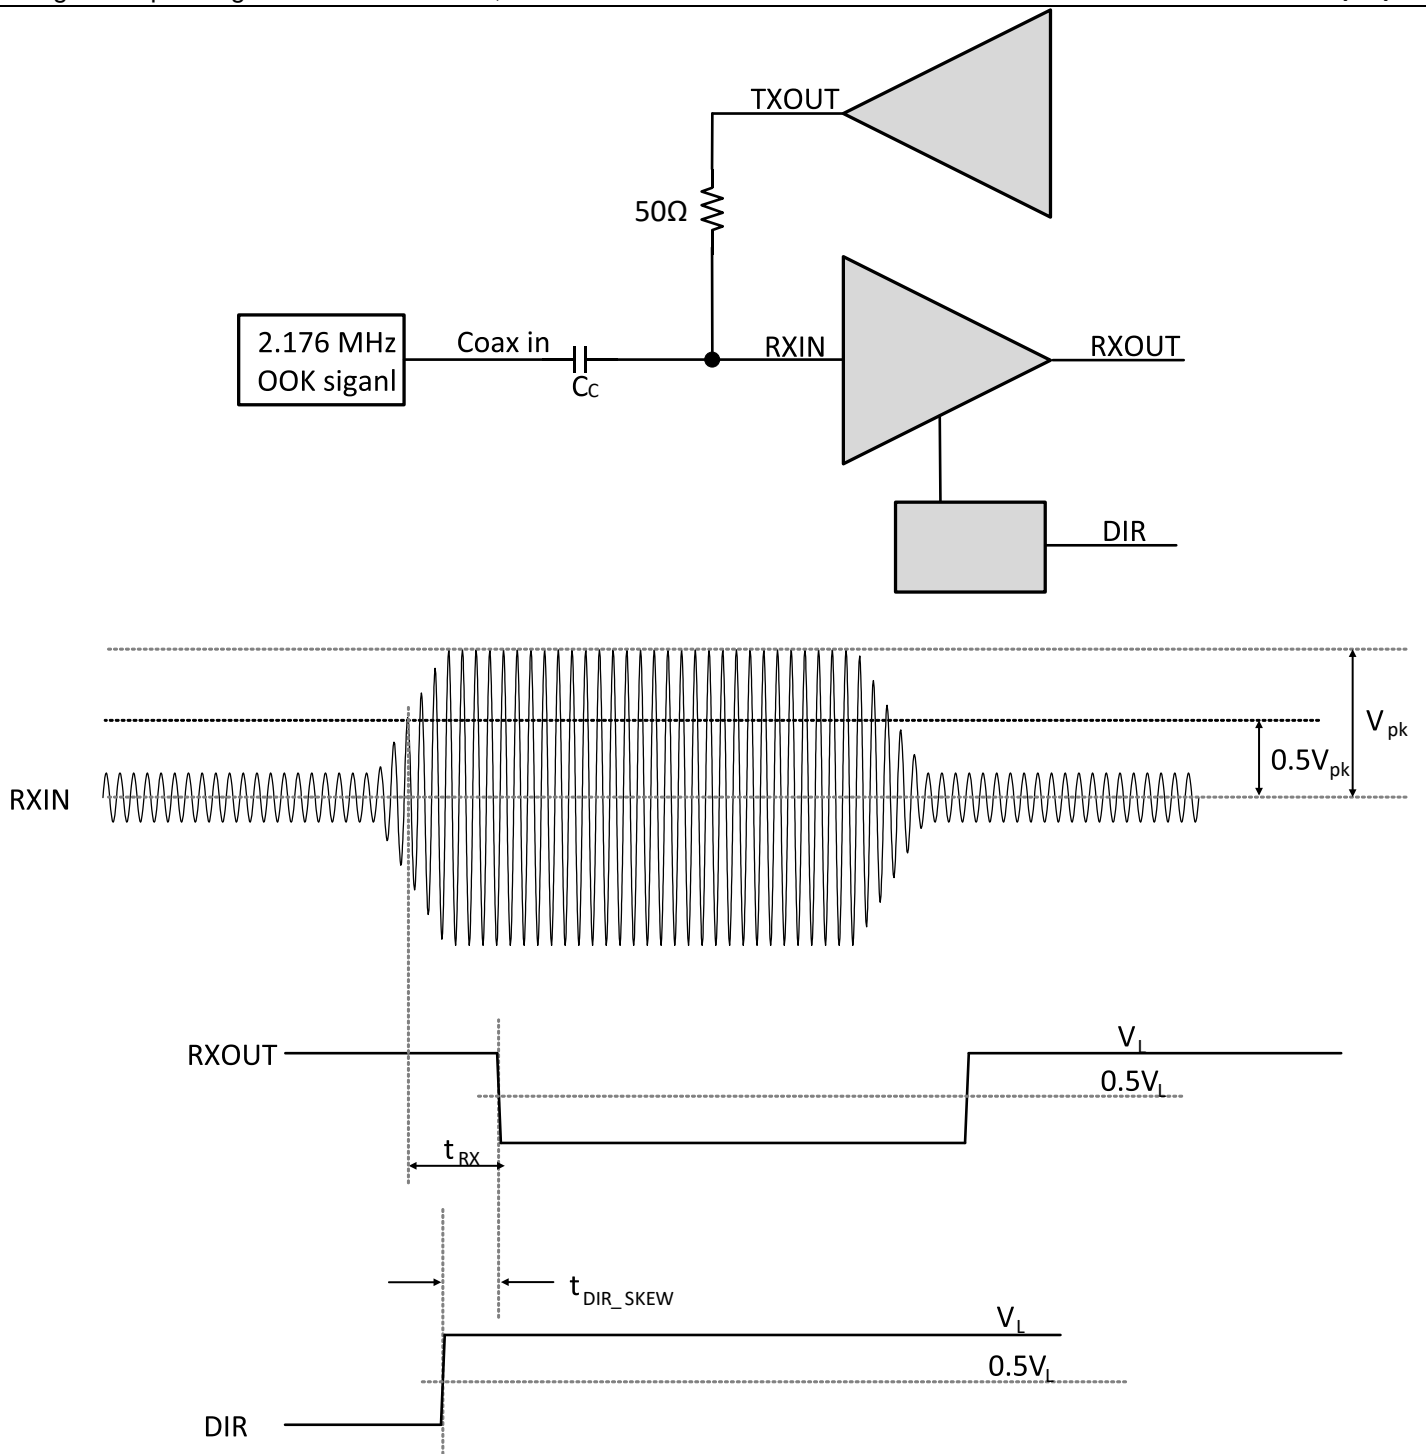 TXOUT
50Ω
2.176 MHz
OOK siganl
Coax in
CC
RXIN
RXOUT
DIR
Vpk
0.5Vpk
RXIN
RXOUT
VL
0.5VL
tRX
tDIR_SKEW
VL
0.5VL
DIR